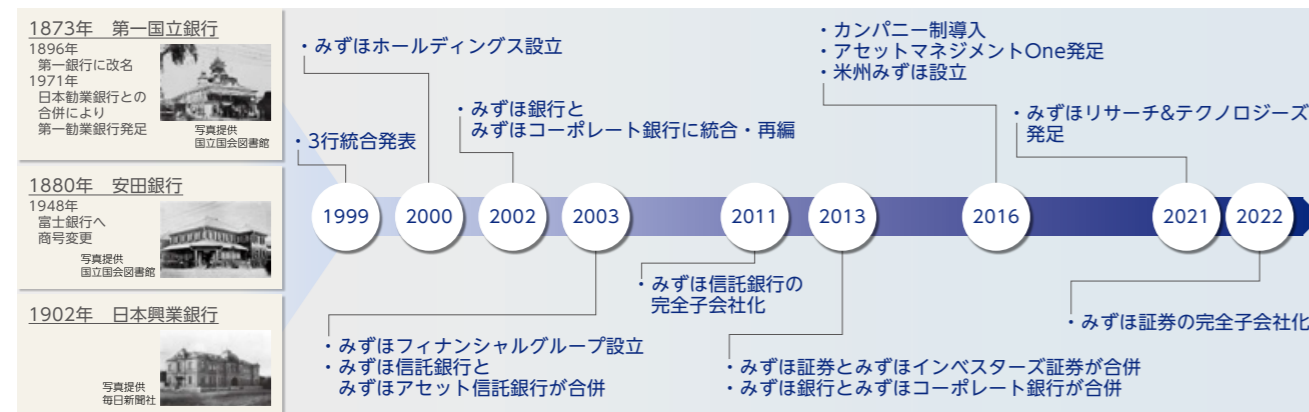 1873年　第一国立銀行
1896年
第一銀行に改名
1971年
日本勧業銀行との
合併により
第一勧業銀行発足
写真提供
国立国会図書館
1880年　安田銀行
1948年
富士銀行へ
商号変更
写真提供
国立国会図書館
1902年　日本興業銀行
写真提供
毎日新聞社
・3行統合発表
・みずほホールディングス設立
・みずほ銀行と
みずほコーポレート銀行に統合・再編
・カンパニー制導入
・アセットマネジメントOne発足
・米州みずほ設立
・みずほリサーチ&テクノロジーズ
発足
1999
2000
2002
2003
2011
2013
2016
2021
2022
・みずほフィナンシャルグループ設立
・みずほ信託銀行と
みずほアセット信託銀行が合併
・みずほ信託銀行の
完全子会社化
・みずほ証券とみずほインベスターズ証券が合併
・みずほ銀行とみずほコーポレート銀行が合併
・みずほ証券の完全子会社化